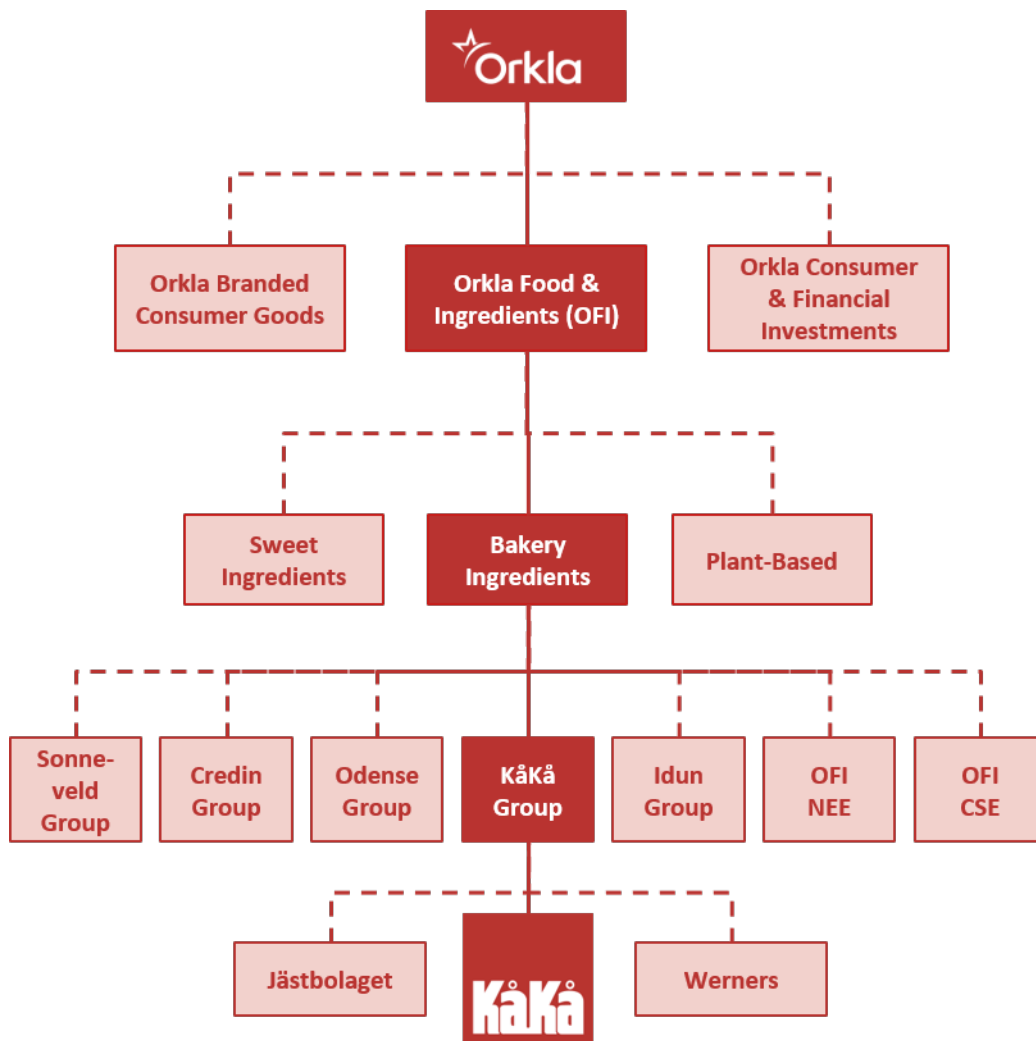 Orkla
Orkla Branded
Consumer Goods
Orkla Food &
Ingredients (OFI)
Orkla Consumer
& Financial
Investments
Sweet
Ingredients
Bakery
Ingredients
Plant-Based
Sonne-
veld
Group
Credin
Group
Odense
Group
KåKå
Group
Idun
Group
OFI
NEE
OFI
CSE
Jästbolaget
KåKå
Werners